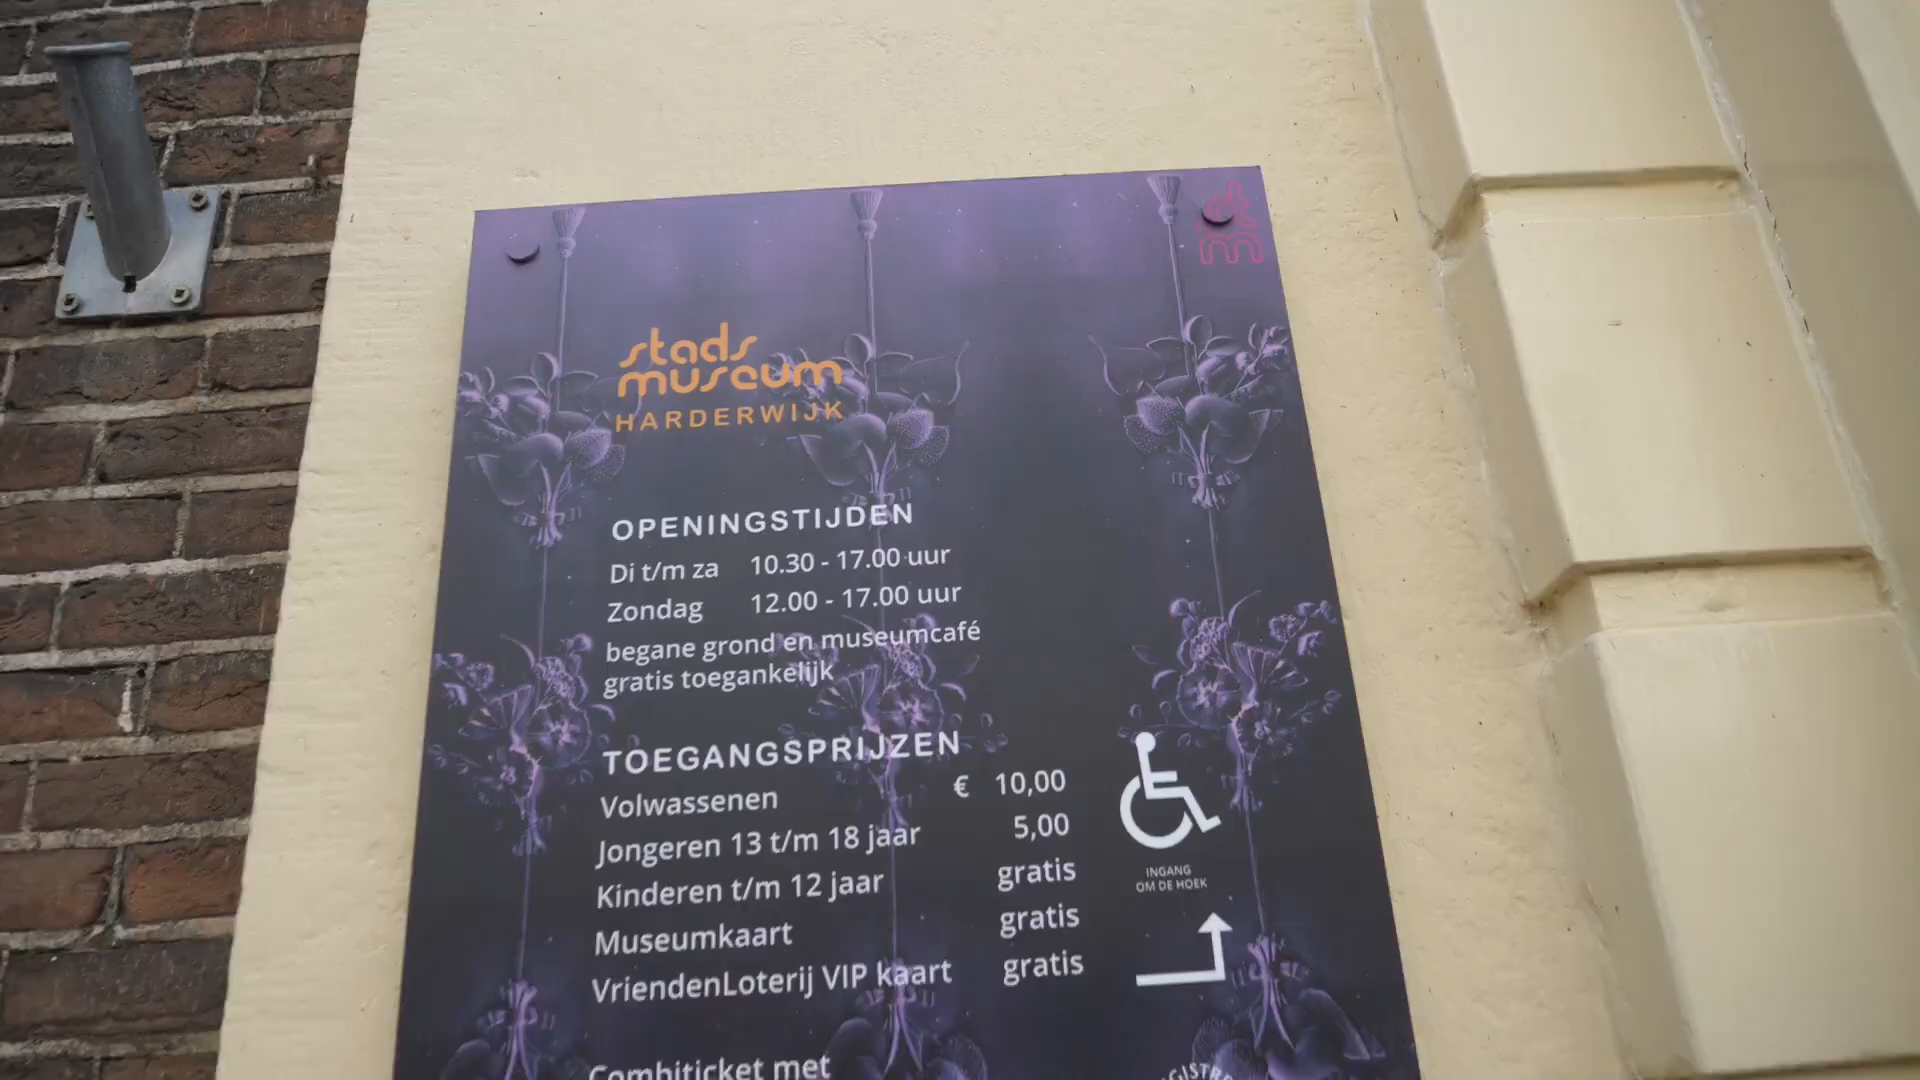 stm
stads
museum
HARDERWIJK
OPENINGSTIJDEN
Di t/m za 10.30 - 17.00 uur
Zondag 12.00 - 17.00 uur
begane grond en museumcafé
gratis toegankelijk
TOEGANGSPRIJZEN
Volwassenen € 10,00
Jongeren 13 t/m 18 jaar 5,00
Kinderen t/m 12 jaar gratis
Museumkaart gratis
VriendenLoterij VIP kaart gratis
INGANG
OM DE HOEK
Combiticket met